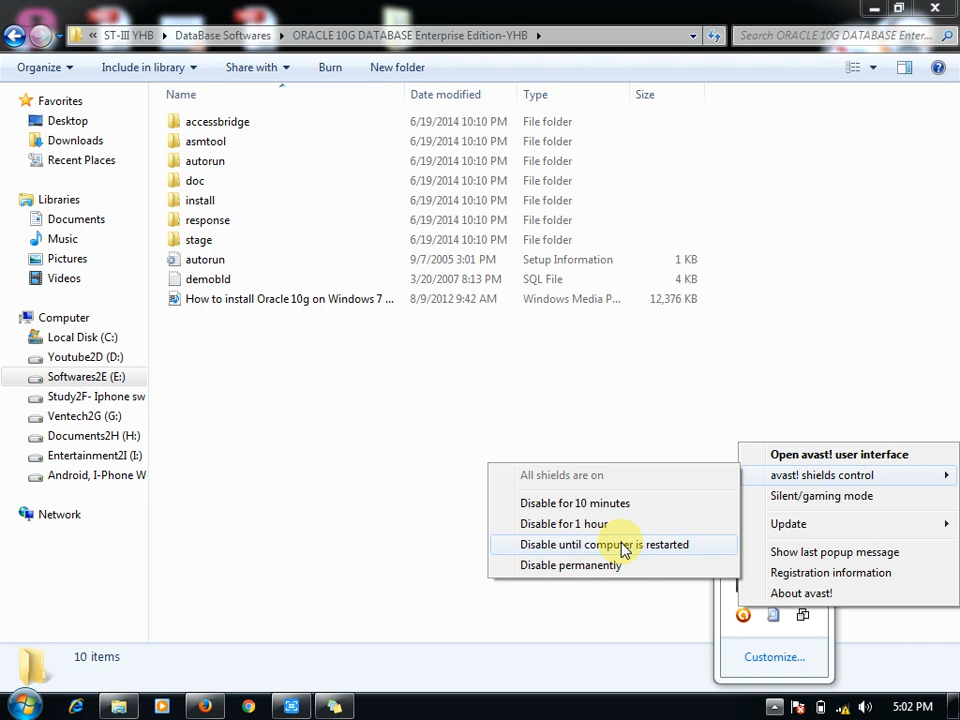 « ST-III YHB ▸ DataBase Softwares ▸ ORACLE 10G DATABASE Enterprise Edition-YHB ▸
Search ORACLE 10G DATABASE Enter...
Organize Include in library Share with Burn New folder
Name Date modified Type Size
Favorites
Desktop
Downloads
Recent Places
Libraries
Documents
Music
Pictures
Videos
Computer
Local Disk (C:)
Youtube2D (D:)
Softwares2E (E:)
Study2F- Iphone sw
Ventech2G (G:)
Documents2H (H:)
Entertainment2I (I:)
Android, I-Phone W
Network
accessbridge 6/19/2014 10:10 PM File folder
asmtool 6/19/2014 10:10 PM File folder
autorun 6/19/2014 10:10 PM File folder
doc 6/19/2014 10:10 PM File folder
install 6/19/2014 10:10 PM File folder
response 6/19/2014 10:10 PM File folder
stage 6/19/2014 10:10 PM File folder
autorun 9/7/2005 3:01 PM Setup Information 1 KB
demobld 3/20/2007 8:13 PM SQL File 4 KB
How to install Oracle 10g on Windows 7 ... 8/9/2012 9:42 AM Windows Media P... 12,376 KB
All shields are on
Disable for 10 minutes
Disable for 1 hour
Disable until computer is restarted
Disable permanently
Open avast! user interface
avast! shields control
Silent/gaming mode
Update
Show last popup message
Registration information
About avast!
Customize...
10 items
5:02 PM